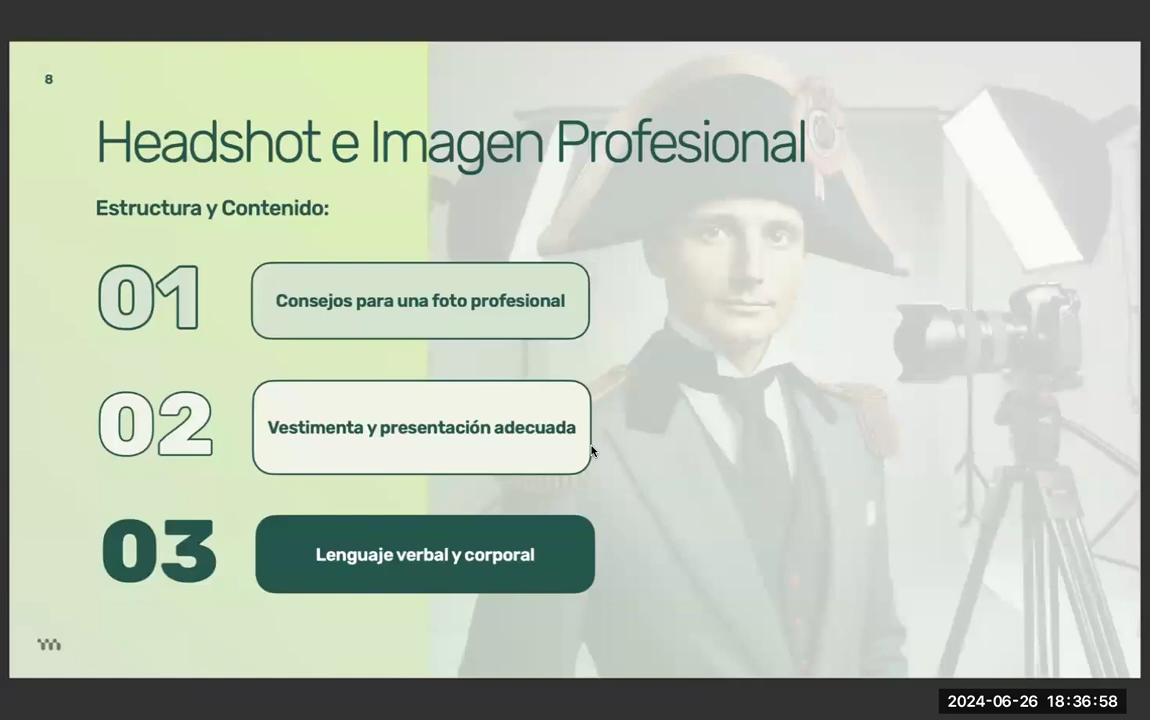 8
Headshot e Imagen Profesional
Estructura y Contenido:
01
Consejos para una foto profesional
02
Vestimenta y presentación adecuada
03
Lenguaje verbal y corporal
2024-06-26 18:36:58